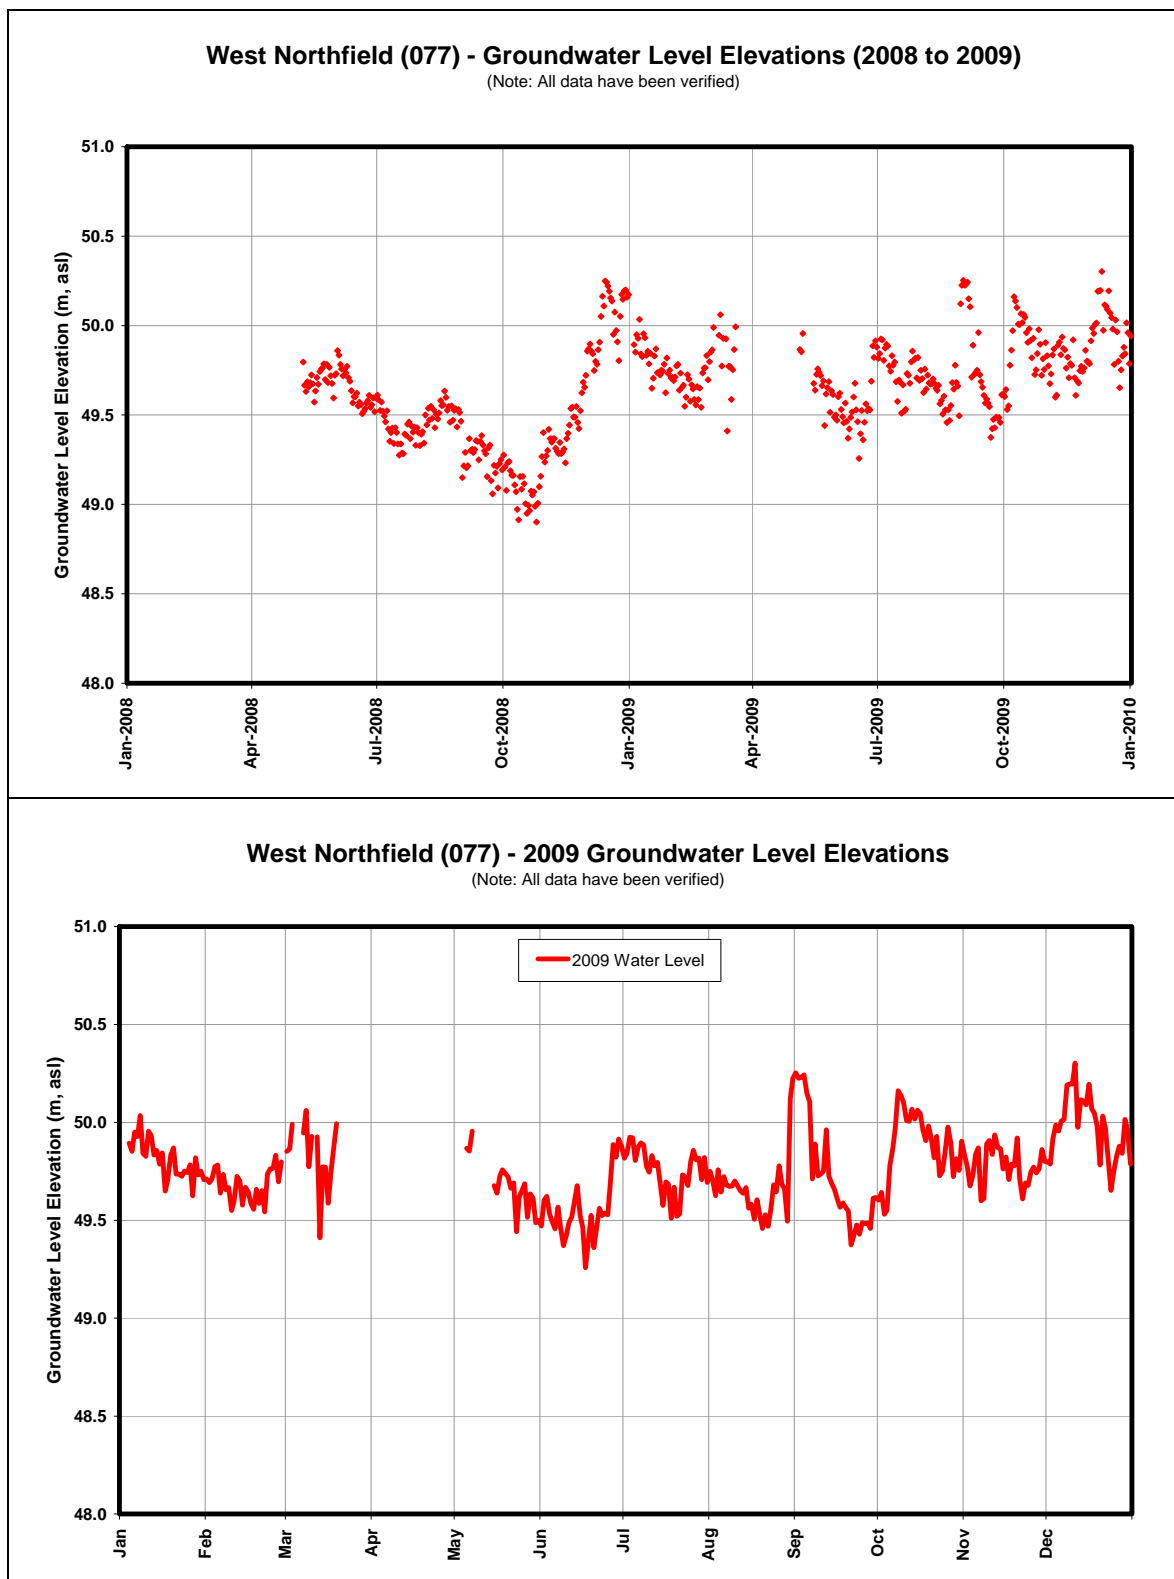 West Northfield (077) - Groundwater Level Elevations (2008 to 2009)
(Note: All data have been verified)
Groundwater Level Elevation (m, asl)
51.0
50.5
50.0
49.5
49.0
48.5
48.0
Jan-2008
Apr-2008
Jul-2008
Oct-2008
Jan-2009
Apr-2009
Jul-2009
Oct-2009
Jan-2010
West Northfield (077) - 2009 Groundwater Level Elevations
(Note: All data have been verified)
Groundwater Level Elevation (m, asl)
51.0
50.5
50.0
49.5
49.0
48.5
48.0
2009 Water Level
Jan
Feb
Mar
Apr
May
Jun
Jul
Aug
Sep
Oct
Nov
Dec